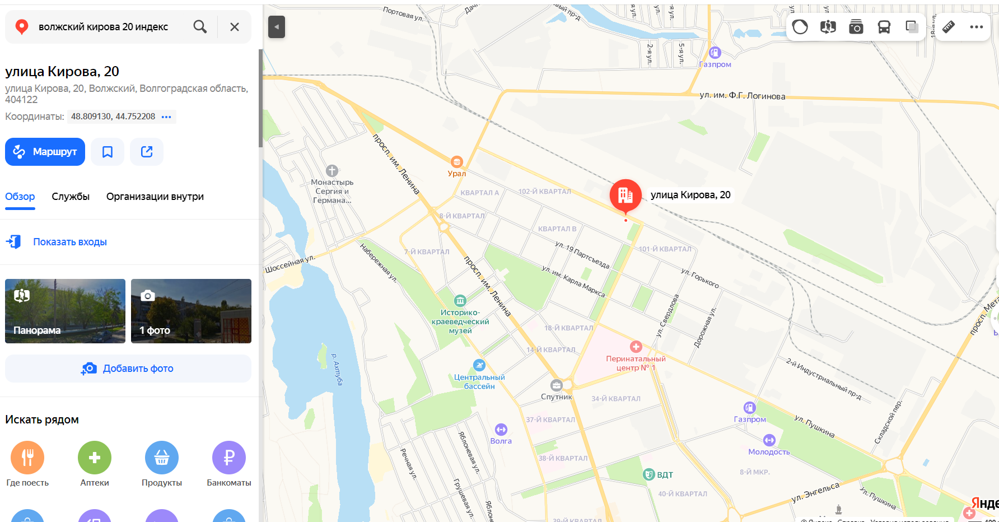 волжский кирова 20 индекс
улица Кирова, 20
улица Кирова, 20, Волжский, Волгоградская область,
404122
Координаты: 48.809130, 44.752208
Маршрут
Обзор
Службы
Организации внутри
Показать входы
Панорама
1 фото
Добавить фото
Искать рядом
Где поесть
Аптеки
Продукты
Банкоматы
Портовая ул.
2-я ул.
5-я ул.
Газпром
ул. им. Ф.Г. Логинова
просп. им. Ленина
Урал
Монастырь
Сергия и
Германа...
КВАРТАЛ А
102-Й КВАРТАЛ
улица Кирова, 20
8-Й КВАРТАЛ
КВАРТАЛ В
7-Й КВАРТАЛ
101-Й КВАРТАЛ
ул. 19 Партсъезда
Шоссейная ул.
Набережная ул.
просп. им. Ленина
ул. им. Карла Маркса
ул. Горького
Историко-
краеведческий
музей
ул. Свердлова
Дорожная ул.
18-Й КВАРТАЛ
14-Й КВАРТАЛ
Перинатальный
центр № 1
р. Ахтуба
Центральный
бассейн
Спутник
34-Й КВАРТАЛ
2-й Индустриальный пр-д
37-Й КВАРТАЛ
Газпром
ул. Пушкина
Складской пер.
Волга
Молодость
Яблоневая ул.
Речная ул.
38-Й КВАРТАЛ
8-Й МКР.
ВДТ
Грушевая ул.
40-Й КВАРТАЛ
ул. Энгельса
ул. Пушкина
39-Й КВАРТАЛ